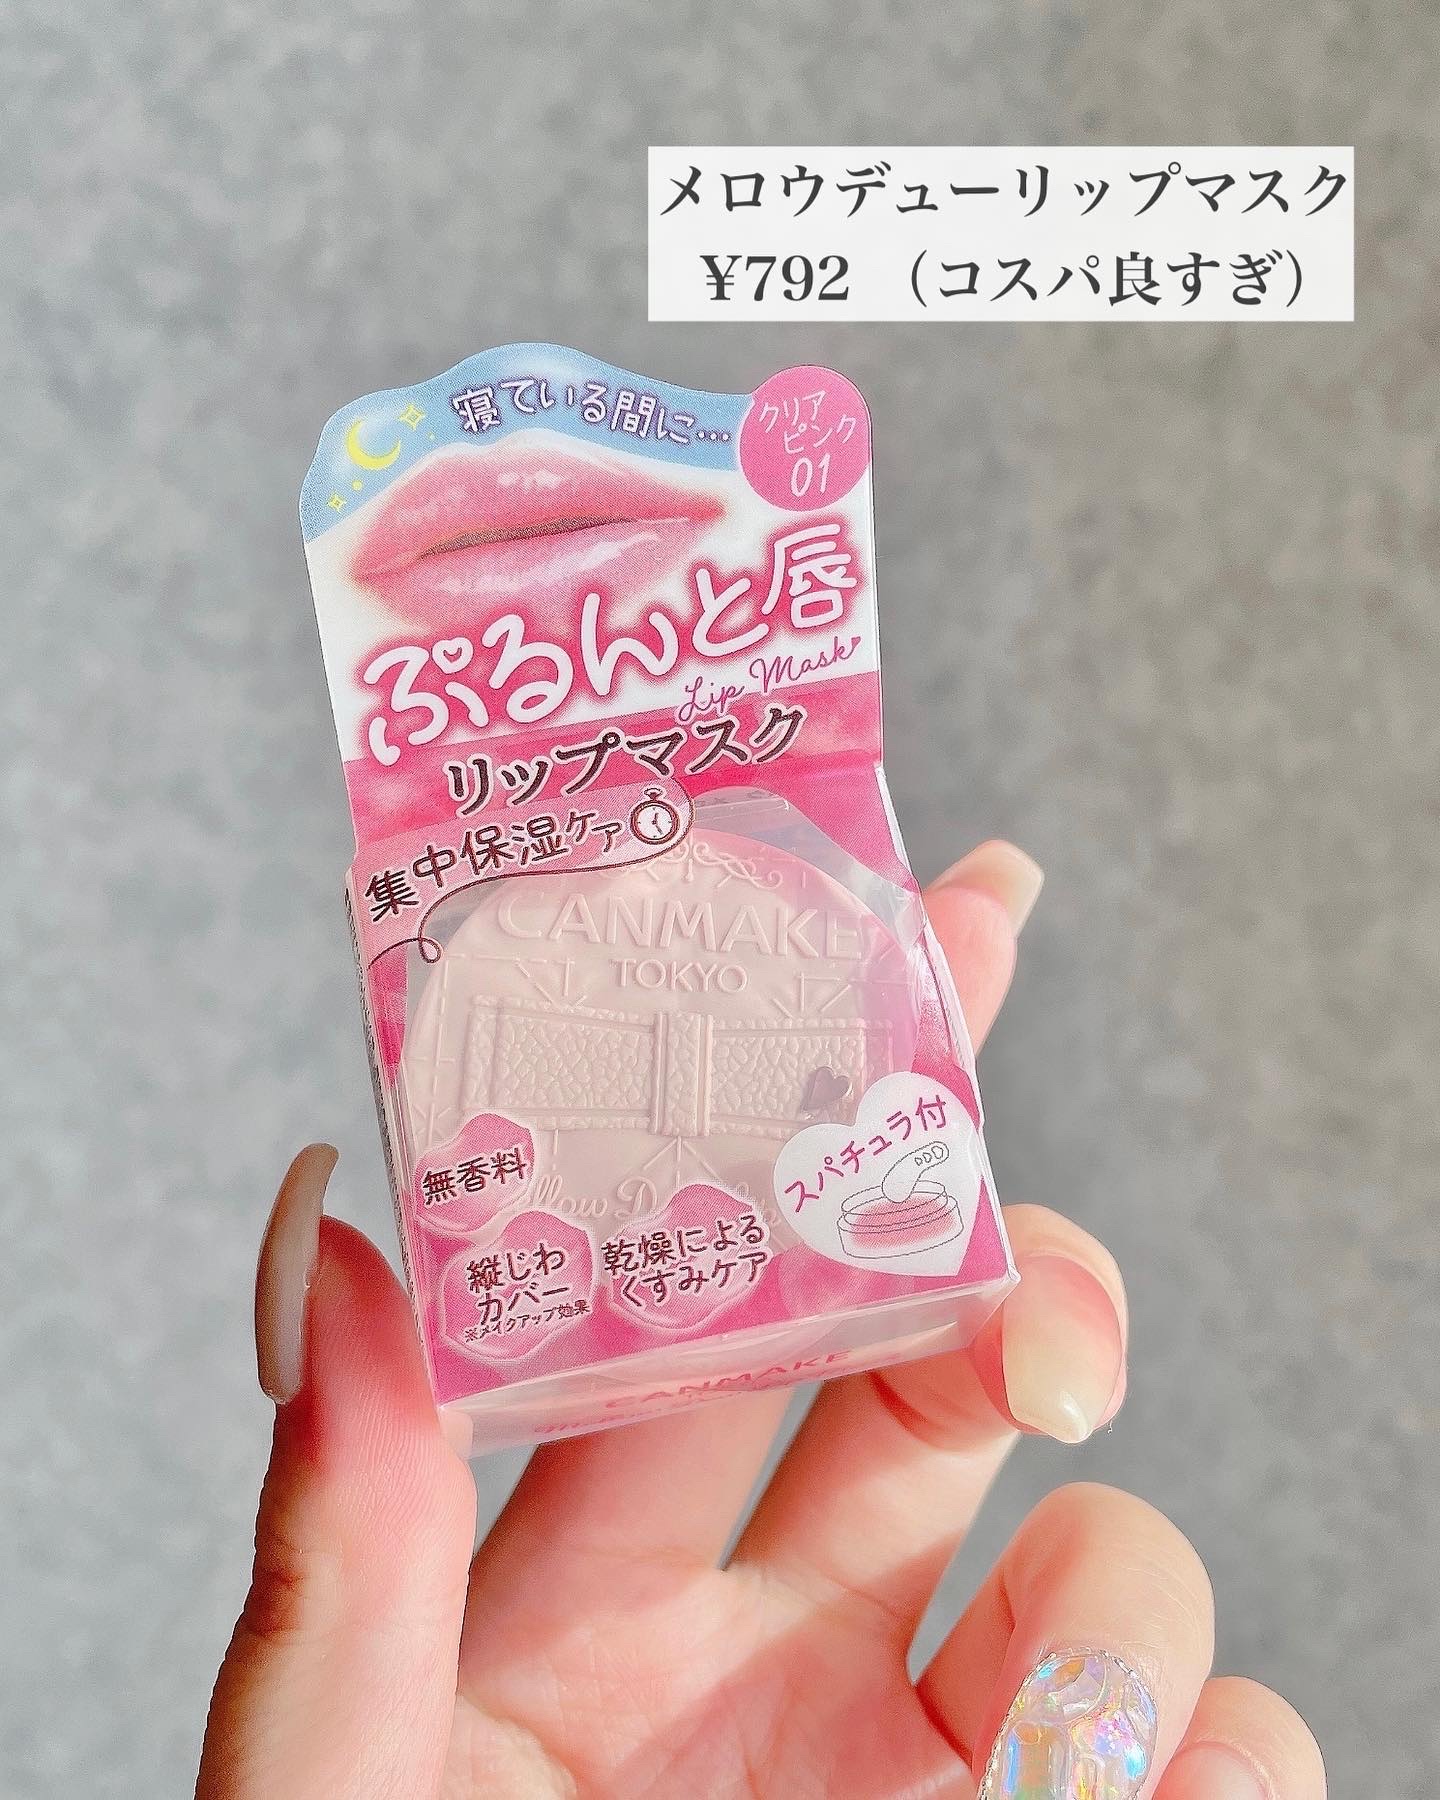 メロウデューリップマスク
¥792 （コスパ良すぎ）
寝ている間に…
クリア
ピンク
01
ぷるんと唇
Lip Mask
リップマスク
集中保湿ケア
CANMAKE
TOKYO
スパチュラ付
無香料
縦じわ
カバー
※メイクアップ効果
乾燥による
くすみケア
CANMAKE